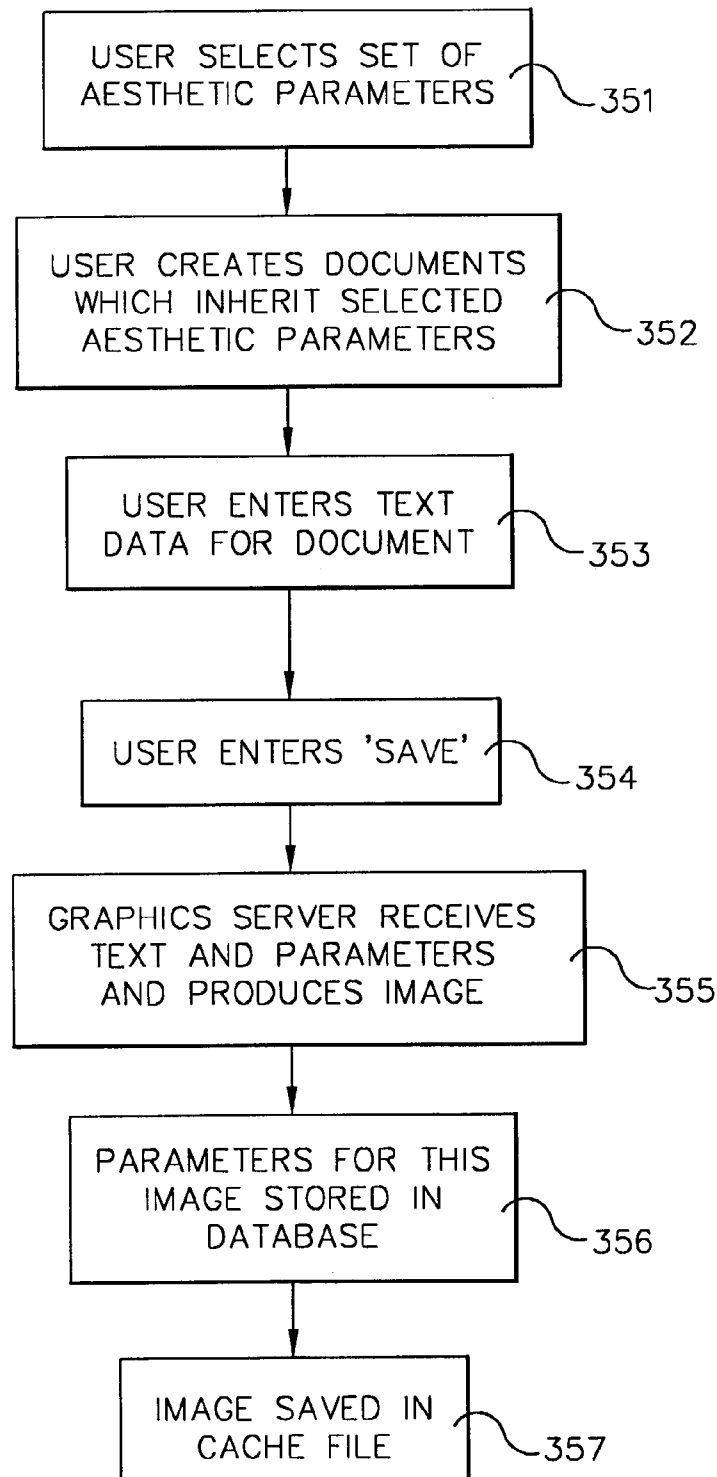 USER SELECTS SET OF
AESTHETIC PARAMETERS
351
USER CREATES DOCUMENTS
WHICH INHERIT SELECTED
AESTHETIC PARAMETERS
352
USER ENTERS TEXT
DATA FOR DOCUMENT
353
USER ENTERS 'SAVE'
354
GRAPHICS SERVER RECEIVES
TEXT AND PARAMETERS
AND PRODUCES IMAGE
355
PARAMETERS FOR THIS
IMAGE STORED IN
DATABASE
356
IMAGE SAVED IN
CACHE FILE
357